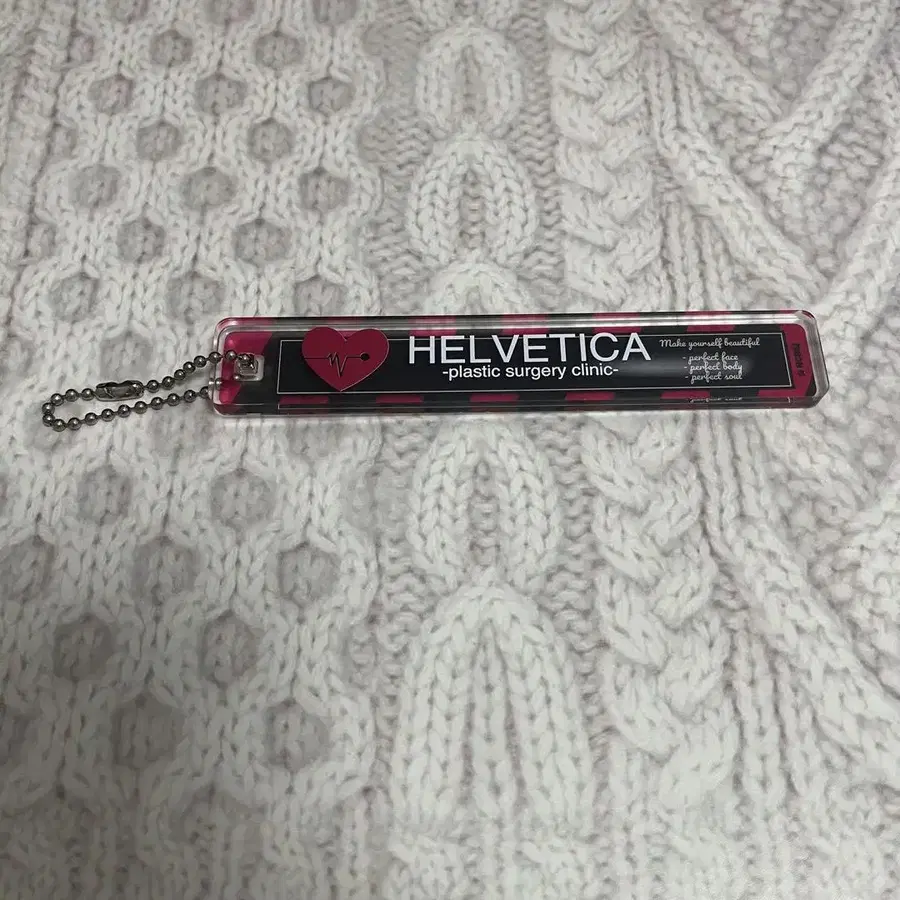 HELVETICA
-plastic surgery clinic-
Make yourself beautiful
- perfect face
- perfect body
- perfect soul